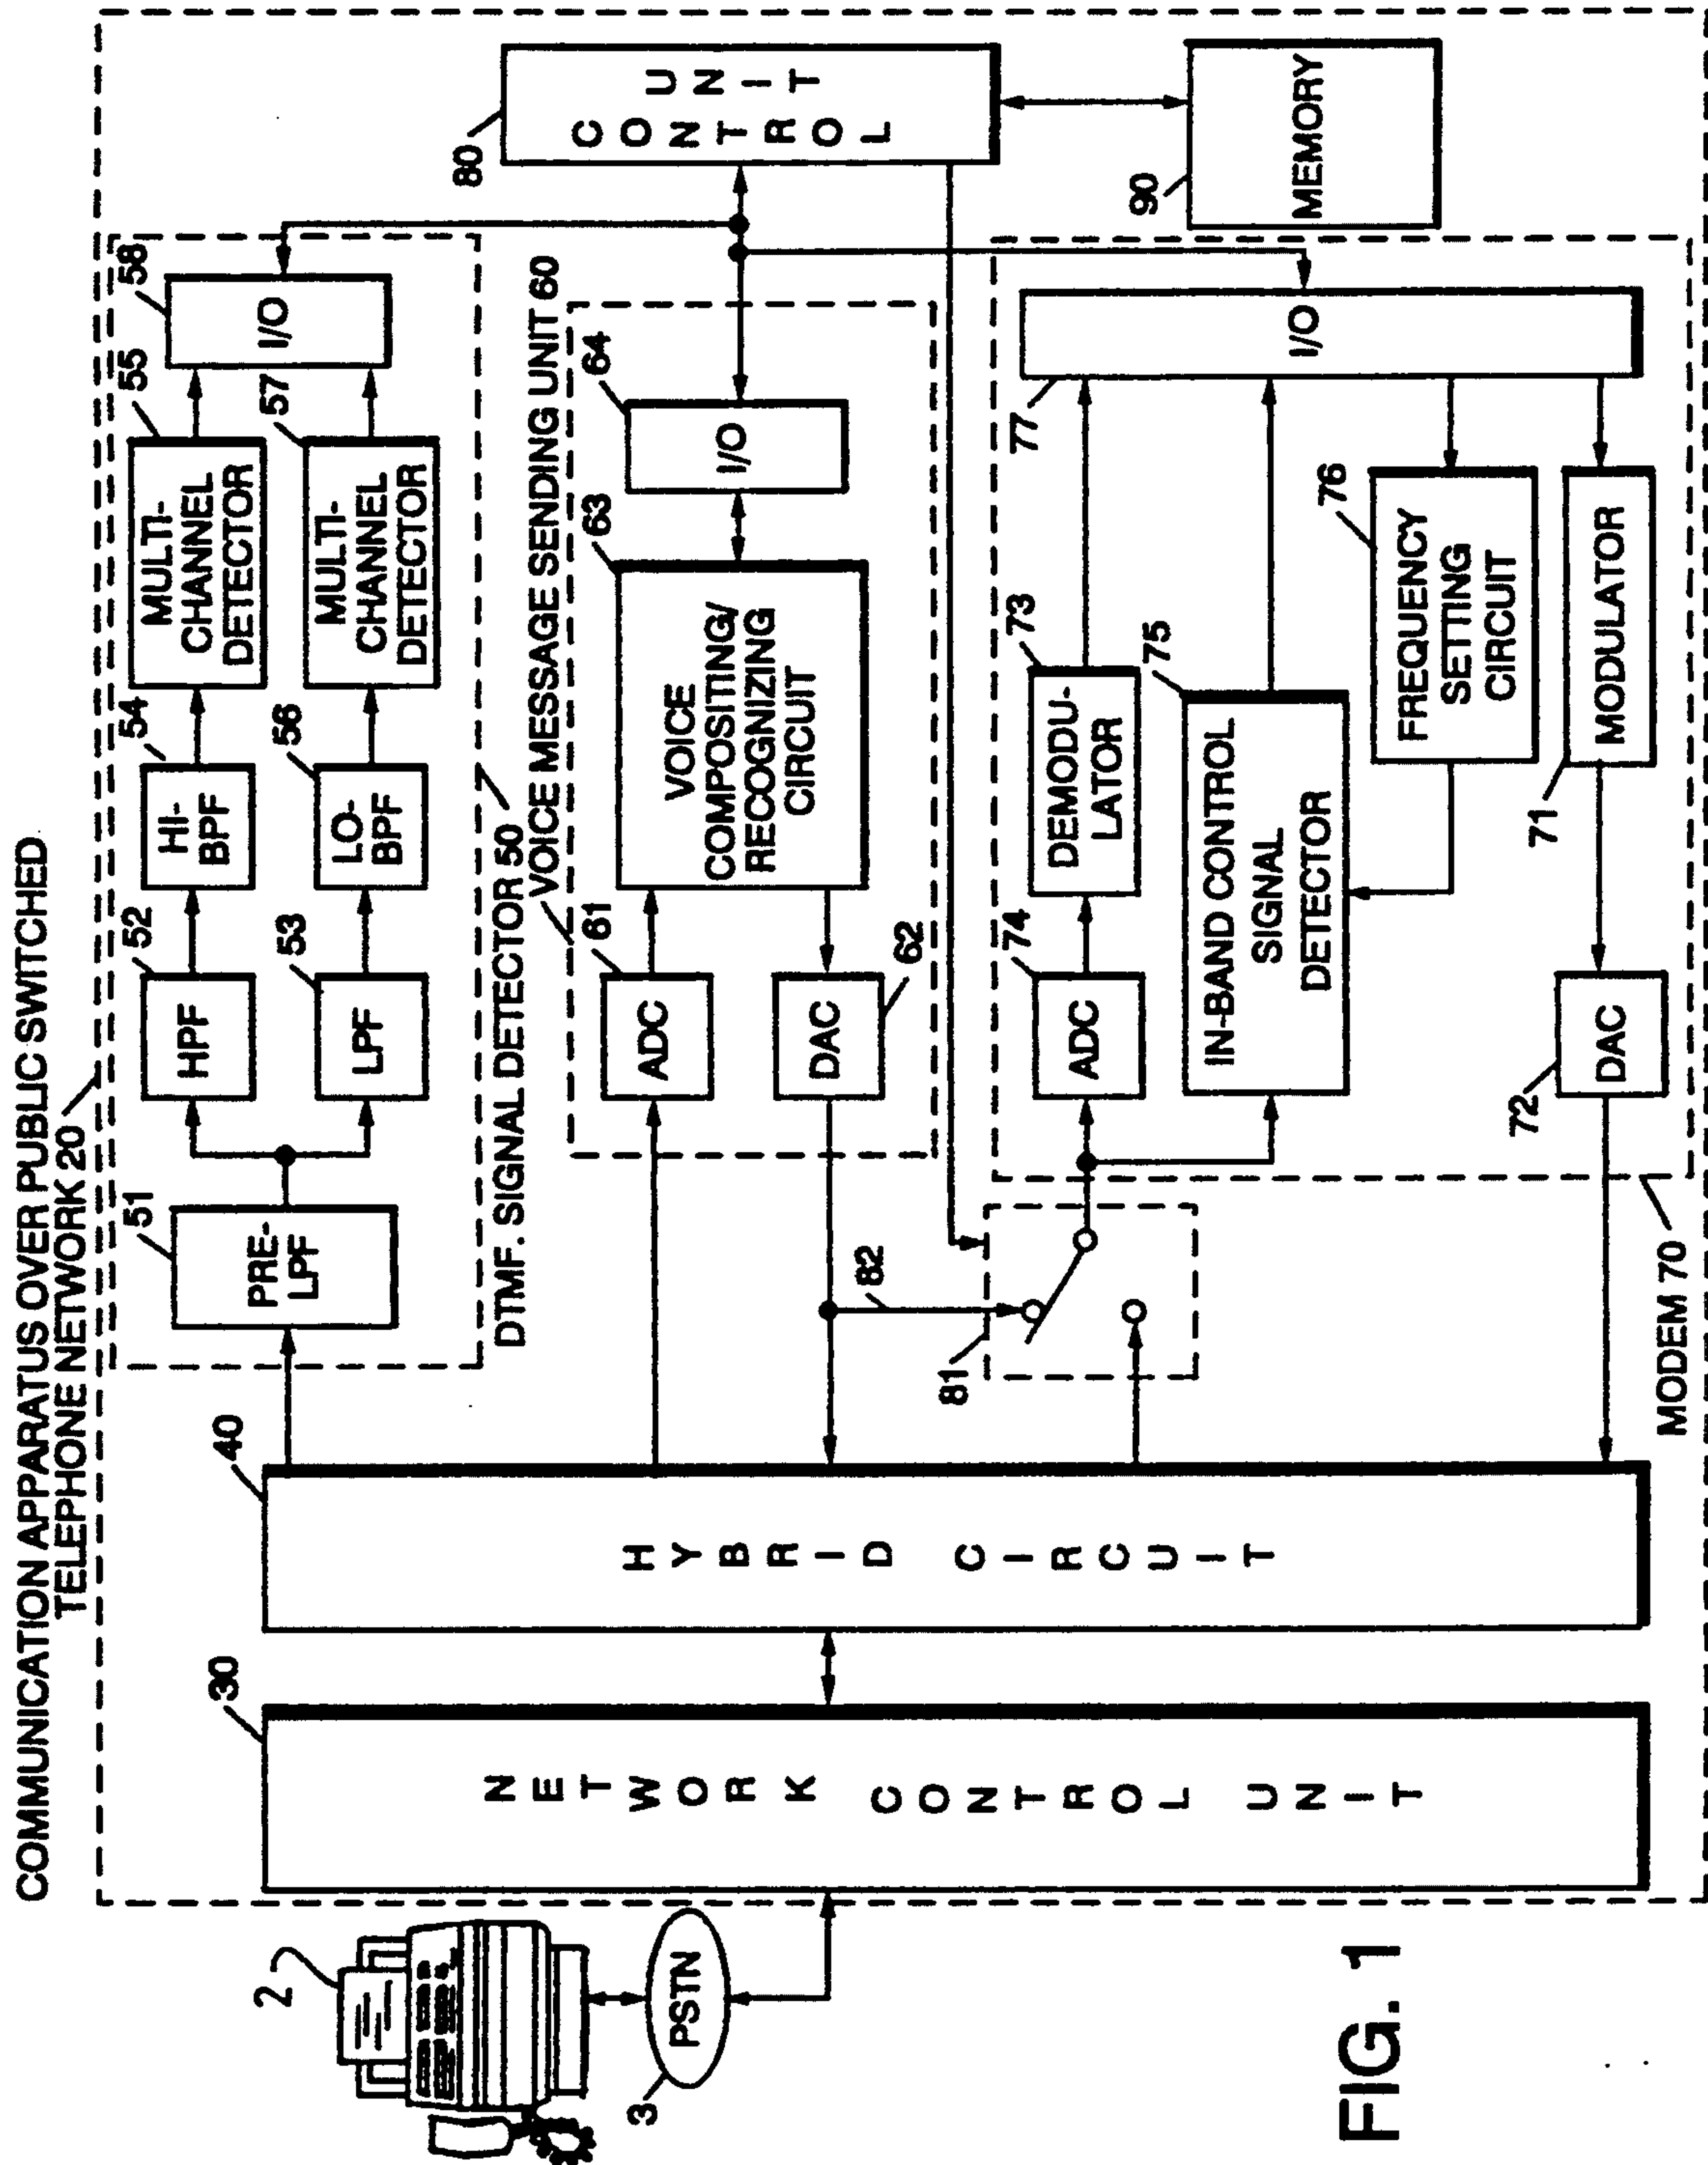 COMMUNICATION APPARATUS OVER PUBLIC SWITCHED
TELEPHONE NETWORK 20
2
PSTN
3
30
NETWORK CONTROL UNIT
40
HYBRID CIRCUIT
51
PRE-
LPF
52
HPF
53
LPF
54
HI-
BPF
56
LO-
BPF
55
MULTI-
CHANNEL
DETECTOR
57
MULTI-
CHANNEL
DETECTOR
58
I/O
DTMF. SIGNAL DETECTOR 50
VOICE MESSAGE SENDING UNIT 60
61
ADC
DAC
62
63
VOICE
COMPOSITING/
RECOGNIZING
CIRCUIT
64
I/O
80
UNIT
CONTROL
90
MEMORY
81
82
74
ADC
73
DEMODU-
LATOR
75
IN-BAND CONTROL
SIGNAL
DETECTOR
76
FREQUENCY
SETTING
CIRCUIT
71
MODULATOR
72
DAC
77
I/O
MODEM 70
FIG. 1